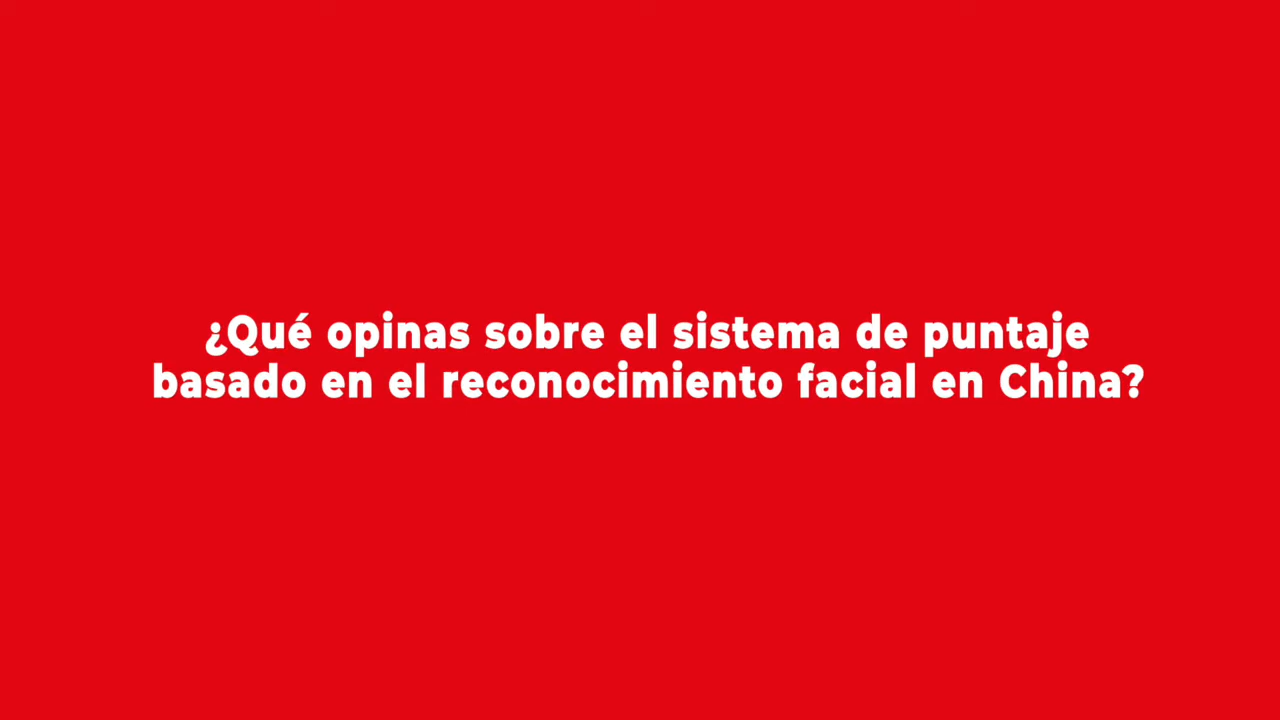 ¿Qué opinas sobre el sistema de puntaje
basado en el reconocimiento facial en China?